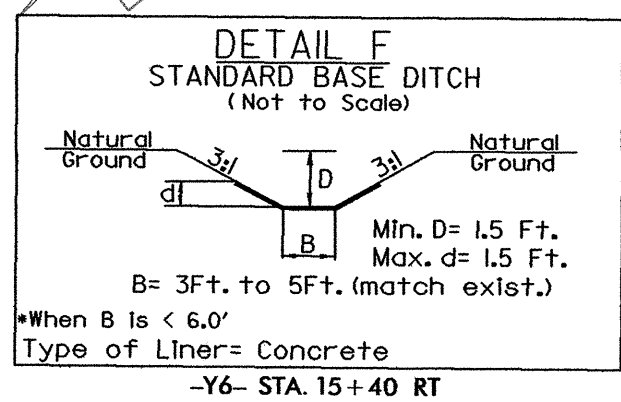 DETAIL F
STANDARD BASE DITCH
(Not to Scale)
Natural Ground
3:1
D
3:1
Natural Ground
d
B
Min. D= 1.5 Ft.
Max. d= 1.5 Ft.
B= 3Ft. to 5Ft. (match exist.)
*When B is < 6.0'
Type of Liner= Concrete
-Y6- STA. 15+40 RT